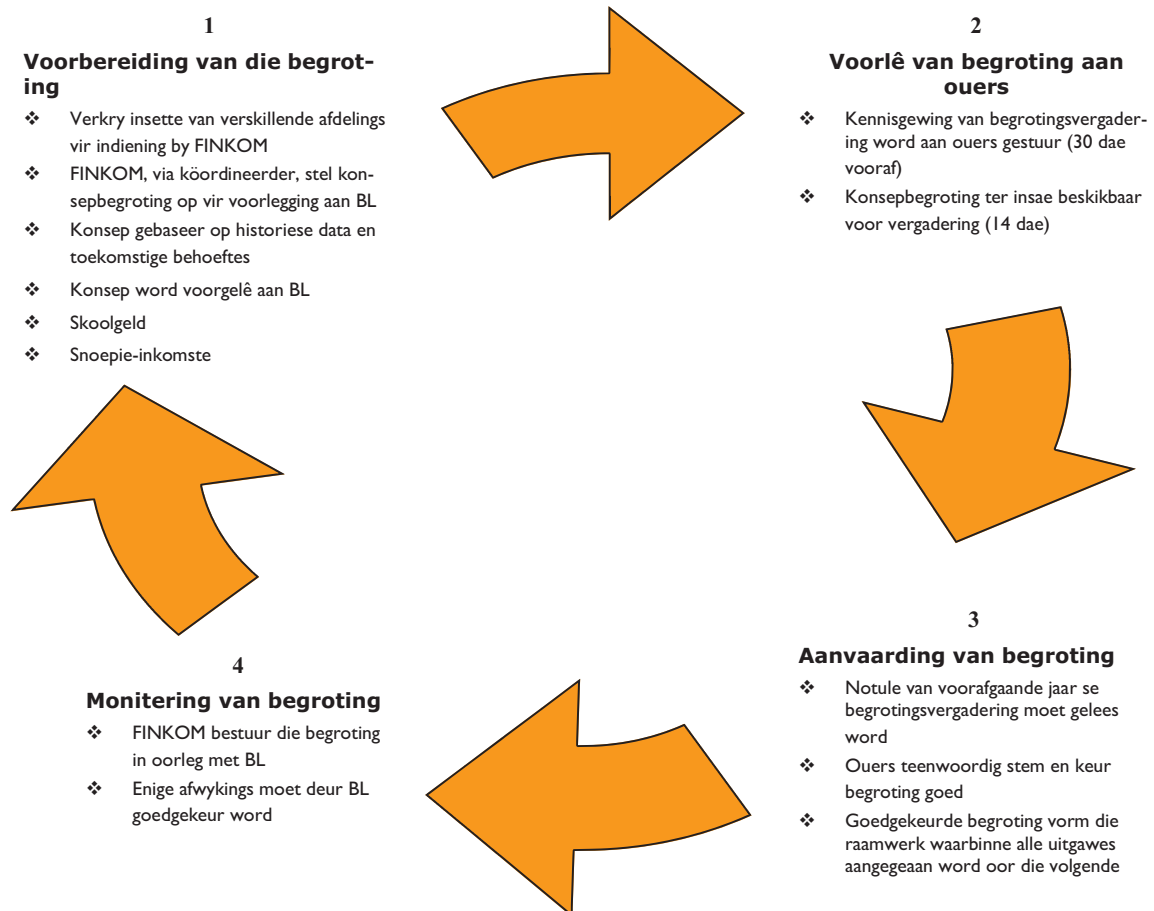 1
Voorbereiding van die begrot-
ing
❖ Verkry insette van verskillende afdelings
vir indiening by FINKOM
❖ FINKOM, via köordineerder, stel kon-
sepbegroting op vir voorlegging aan BL
❖ Konsep gebaseer op historiese data en
toekomstige behoeftes
❖ Konsep word voorgelê aan BL
❖ Skoolgeld
❖ Snoepie-inkomste
2
Voorlê van begroting aan
ouers
❖ Kennisgewing van begrotingsvergader-
ing word aan ouers gestuur (30 dae
vooraf)
❖ Konsepbegroting ter insae beskikbaar
voor vergadering (14 dae)
3
Aanvaarding van begroting
❖ Notule van voorafgaande jaar se
begrotingsvergadering moet gelees
word
❖ Ouers teenwoordig stem en keur
begroting goed
❖ Goedgekeurde begroting vorm die
raamwerk waarbinne alle uitgawes
aangegaan word oor die volgende
4
Monitering van begroting
❖ FINKOM bestuur die begroting
in oorleg met BL
❖ Enige afwykings moet deur BL
goedgekeur word